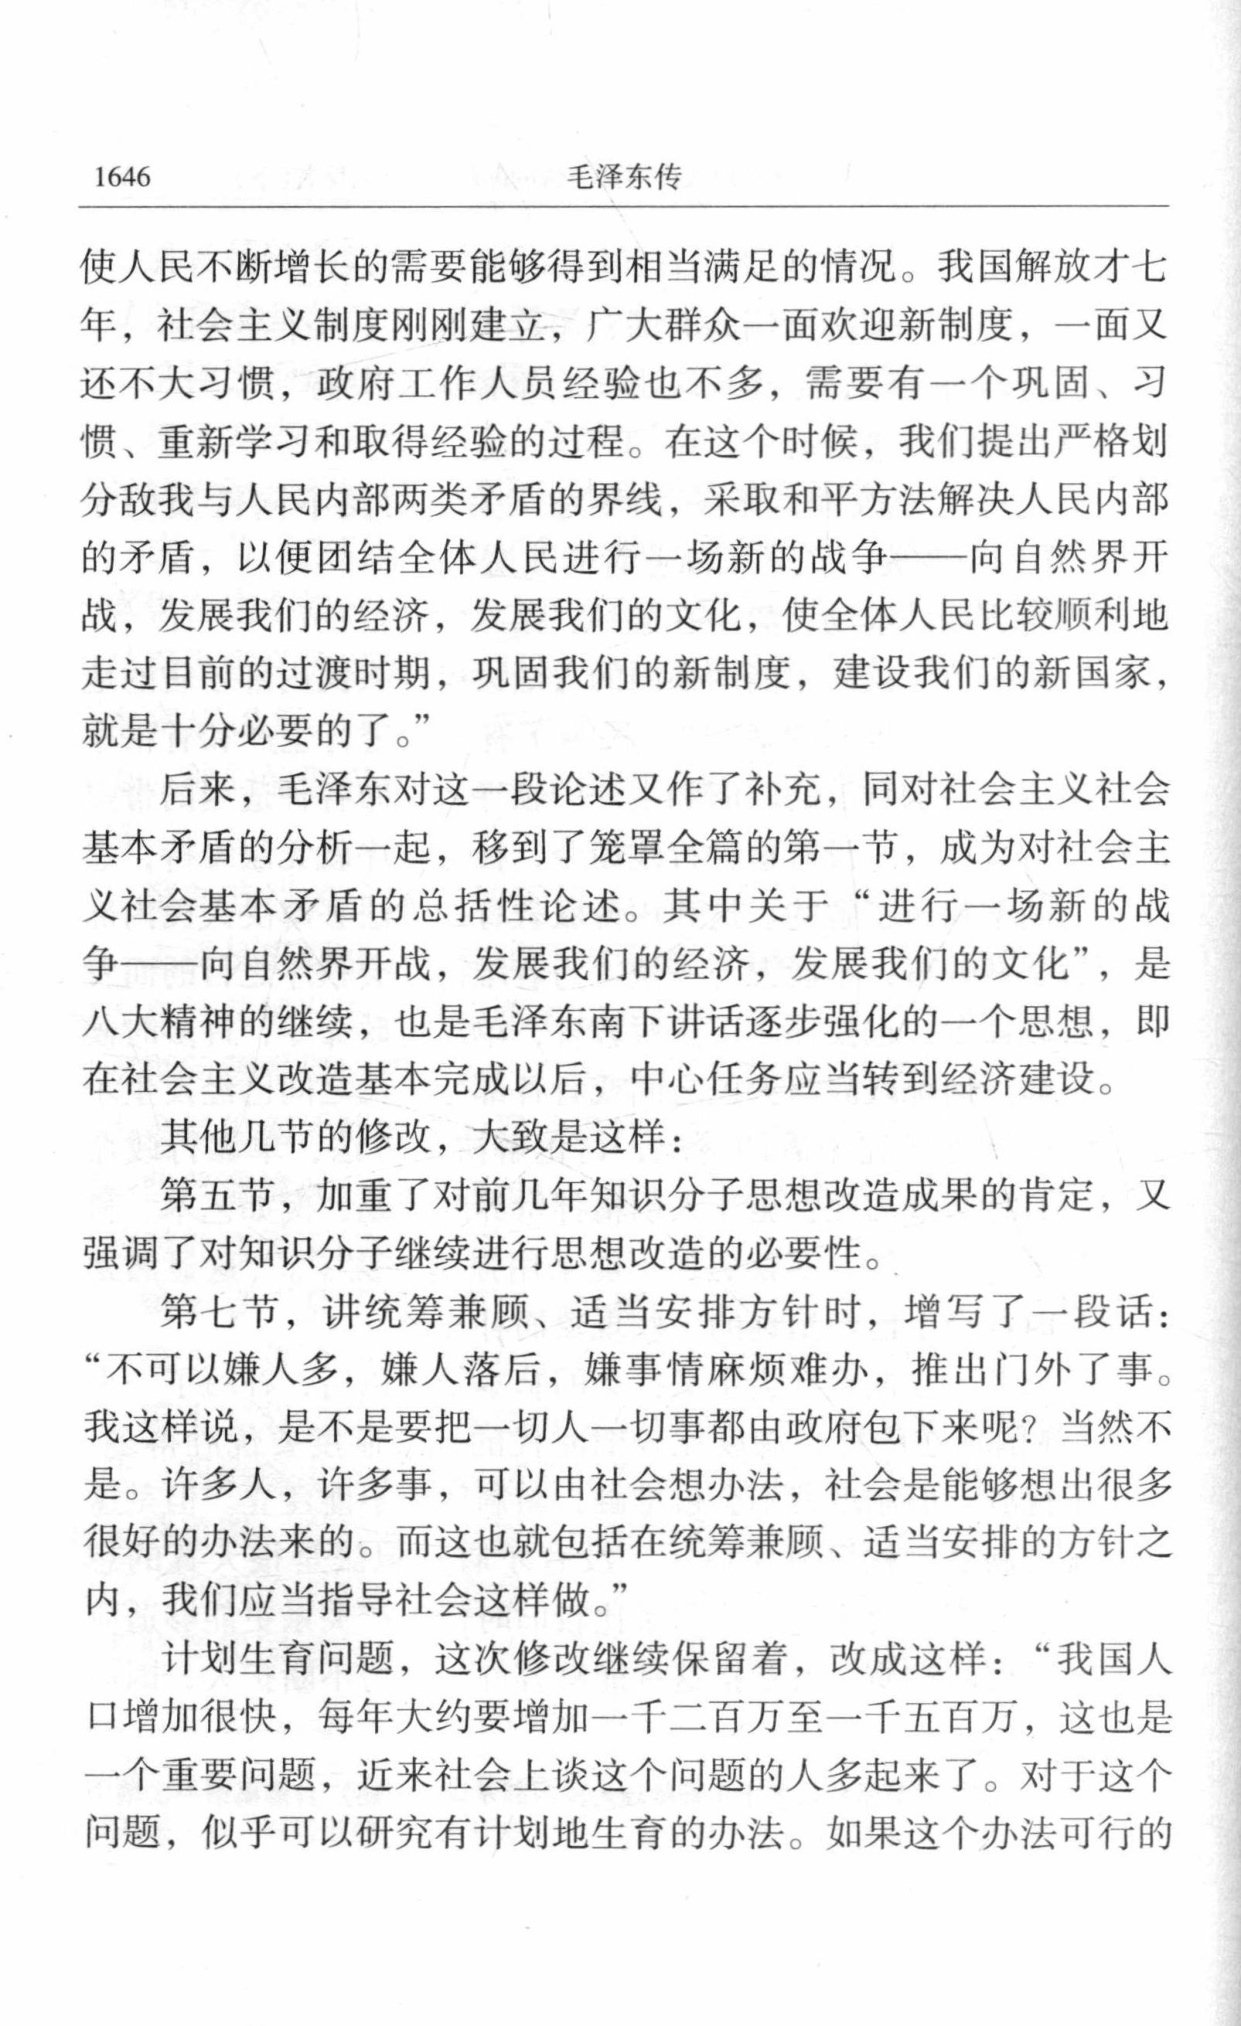 1646
毛泽东传
使人民不断增长的需要能够得到相当满足的情况。我国解放才七
年，社会主义制度刚刚建立，广大群众一面欢迎新制度，一面又
还不大习惯，政府工作人员经验也不多，需要有一个巩固、习
惯、重新学习和取得经验的过程。在这个时候，我们提出严格划
分敌我与人民内部两类矛盾的界线，采取和平方法解决人民内部
的矛盾，以便团结全体人民进行一场新的战争——向自然界开
战，发展我们的经济，发展我们的文化，使全体人民比较顺利地
走过目前的过渡时期，巩固我们的新制度，建设我们的新国家，
就是十分必要的了。”
后来，毛泽东对这一段论述又作了补充，同对社会主义社会
基本矛盾的分析一起，移到了笼罩全篇的第一节，成为对社会主
义社会基本矛盾的总括性论述。其中关于“进行一场新的战
争——向自然界开战，发展我们的经济，发展我们的文化”，是
八大精神的继续，也是毛泽东南下讲话逐步强化的一个思想，即
在社会主义改造基本完成以后，中心任务应当转到经济建设。
其他几节的修改，大致是这样：
第五节，加重了对前几年知识分子思想改造成果的肯定，又
强调了对知识分子继续进行思想改造的必要性。
第七节，讲统筹兼顾、适当安排方针时，增写了一段话：
“不可以嫌人多，嫌人落后，嫌事情麻烦难办，推出门外了事。
我这样说，是不是要把一切人一切事都由政府包下来呢？当然不
是。许多人，许多事，可以由社会想办法，社会是能够想出很多
很好的办法来的。而这也就包括在统筹兼顾、适当安排的方针之
内，我们应当指导社会这样做。”
计划生育问题，这次修改继续保留着，改成这样：“我国人
口增加很快，每年大约要增加一千二百万至一千五百万，这也是
一个重要问题，近来社会上谈这个问题的人多起来了。对于这个
问题，似乎可以研究有计划地生育的办法。如果这个办法可行的